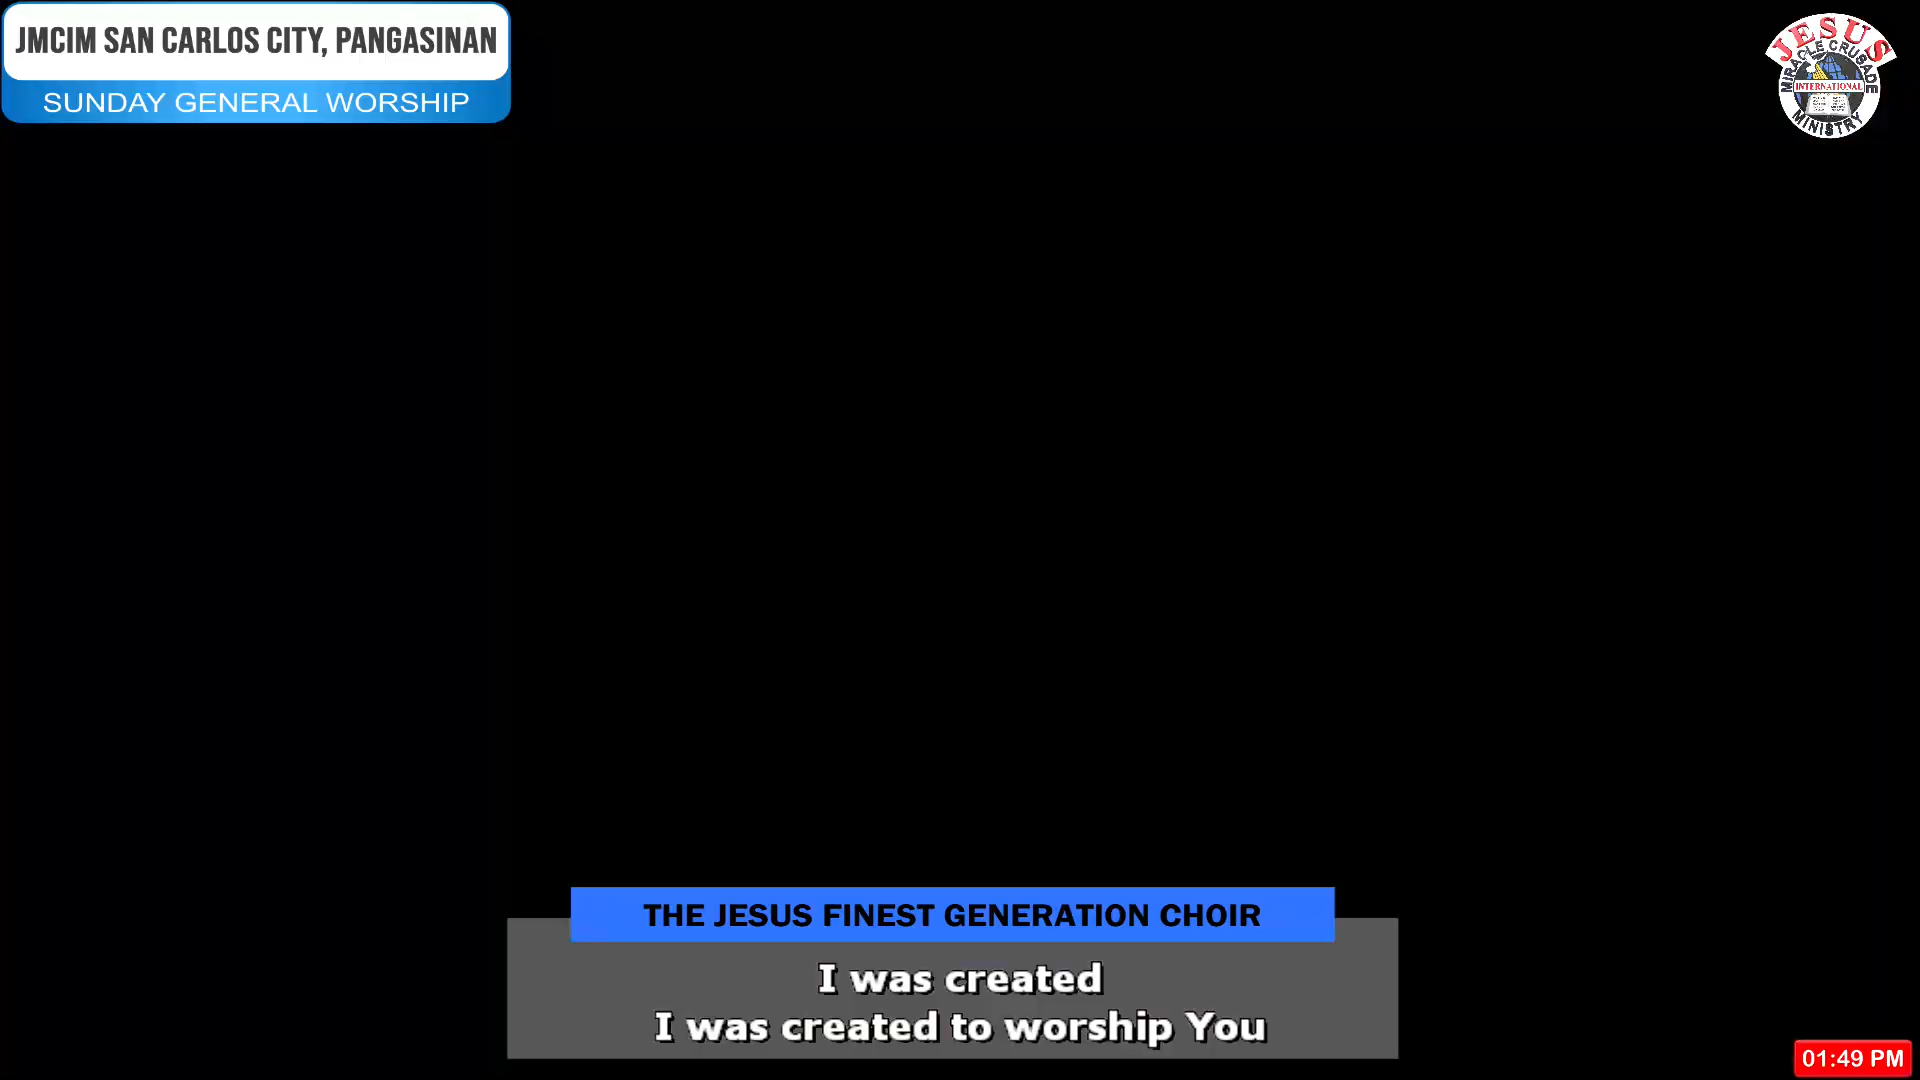 JMCIM SAN CARLOS CITY, PANGASINAN
SUNDAY GENERAL WORSHIP
JESUS
MIRACLE CRUSADE
INTERNATIONAL
MINISTRY
THE JESUS FINEST GENERATION CHOIR
I was created
I was created to worship You
01:49 PM